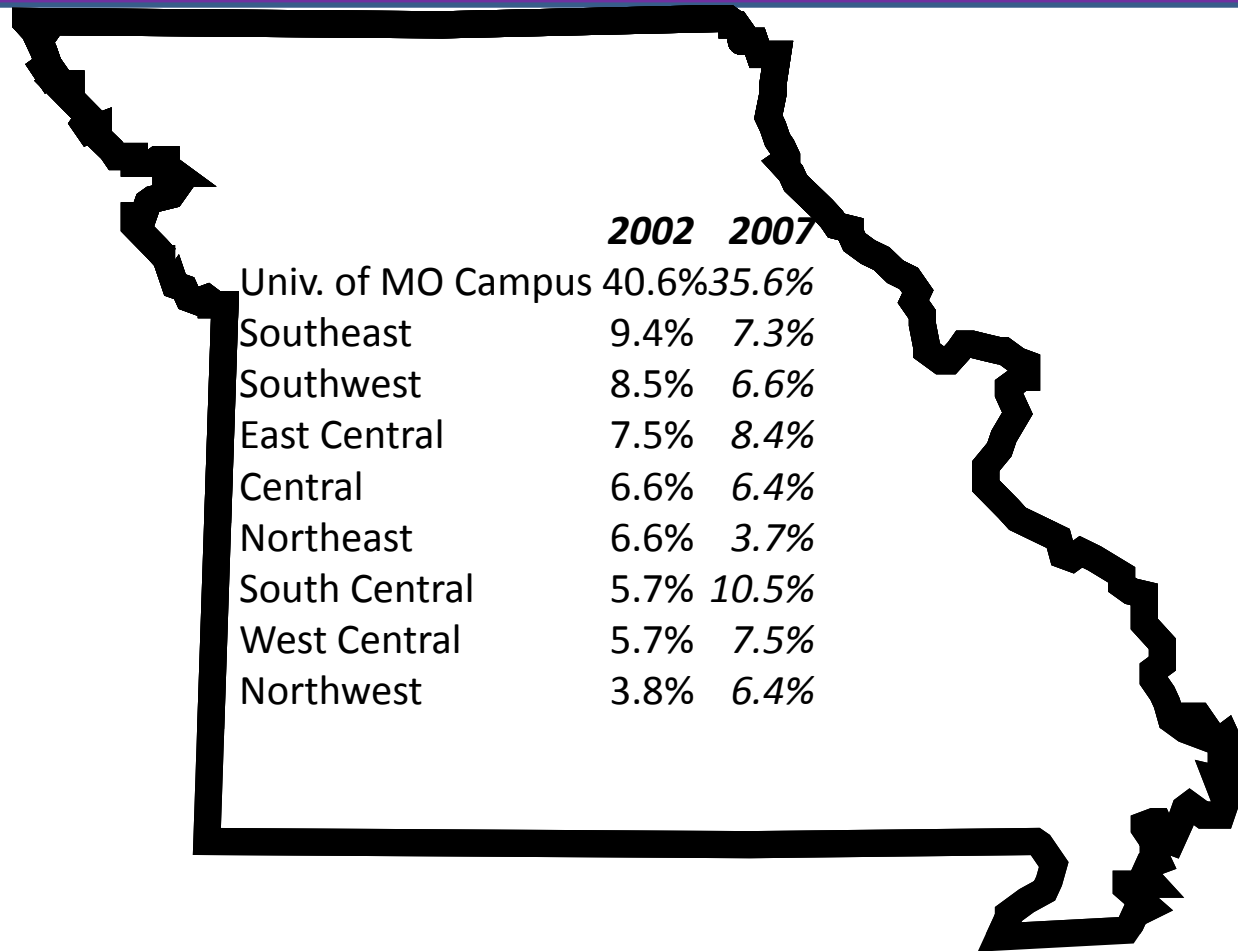 2002 2007
Univ. of MO Campus 40.6% 35.6%
Southeast 9.4% 7.3%
Southwest 8.5% 6.6%
East Central 7.5% 8.4%
Central 6.6% 6.4%
Northeast 6.6% 3.7%
South Central 5.7% 10.5%
West Central 5.7% 7.5%
Northwest 3.8% 6.4%